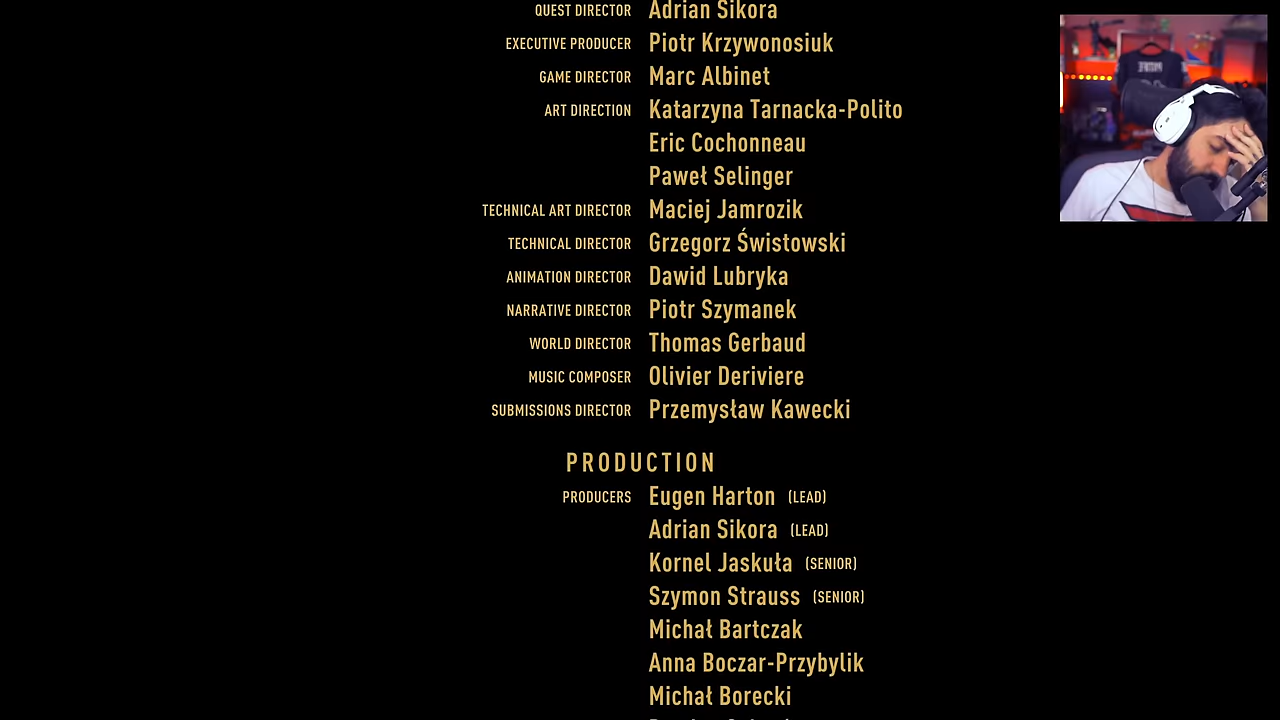 QUEST DIRECTOR Adrian Sikora
EXECUTIVE PRODUCER Piotr Krzywonosiuk
GAME DIRECTOR Marc Albinet
ART DIRECTION Katarzyna Tarnacka-Polito
Eric Cochonneau
Paweł Selinger
TECHNICAL ART DIRECTOR Maciej Jamrozik
TECHNICAL DIRECTOR Grzegorz Świstowski
ANIMATION DIRECTOR Dawid Lubryka
NARRATIVE DIRECTOR Piotr Szymanek
WORLD DIRECTOR Thomas Gerbaud
MUSIC COMPOSER Olivier Deriviere
SUBMISSIONS DIRECTOR Przemysław Kawecki
PRODUCTION
PRODUCERS Eugen Harton (LEAD)
Adrian Sikora (LEAD)
Kornel Jaskuła (SENIOR)
Szymon Strauss (SENIOR)
Michał Bartczak
Anna Boczar-Przybylik
Michał Borecki